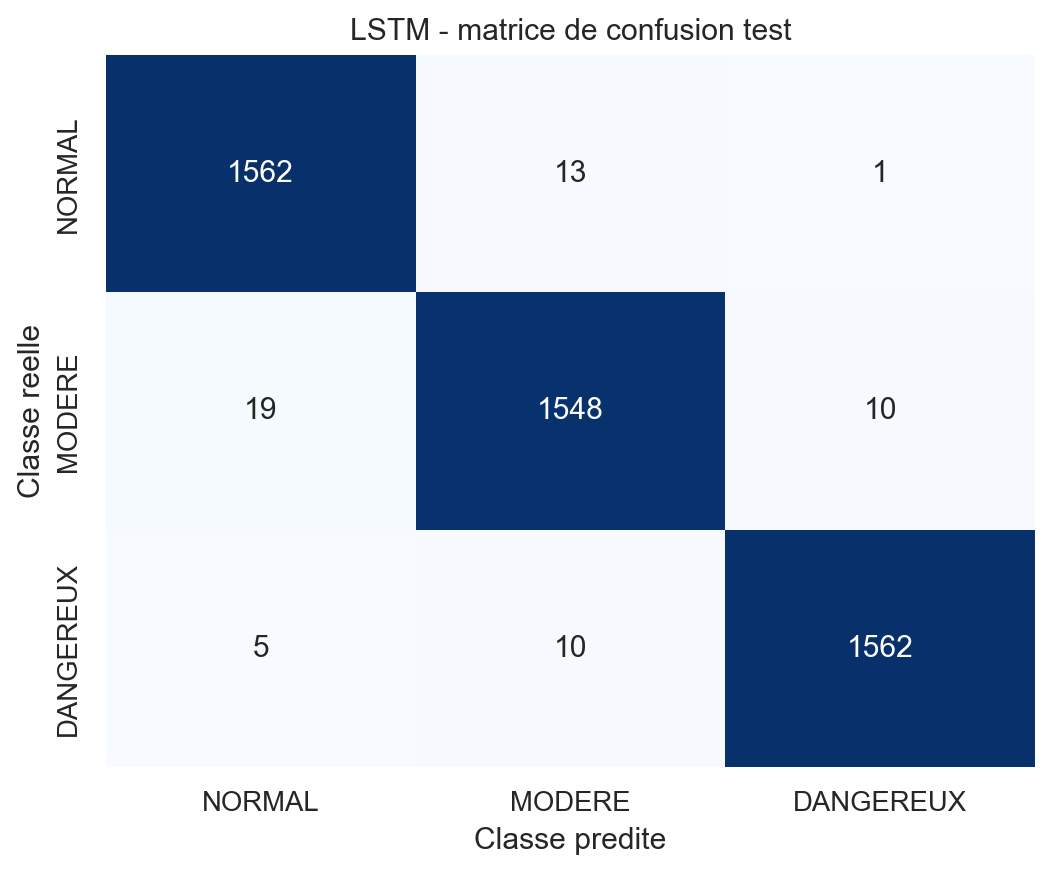 LSTM - matrice de confusion test
Classe reelle
NORMAL
1562 13 1
MODERE
19 1548 10
DANGEREUX
5 10 1562
NORMAL MODERE DANGEREUX
Classe predite